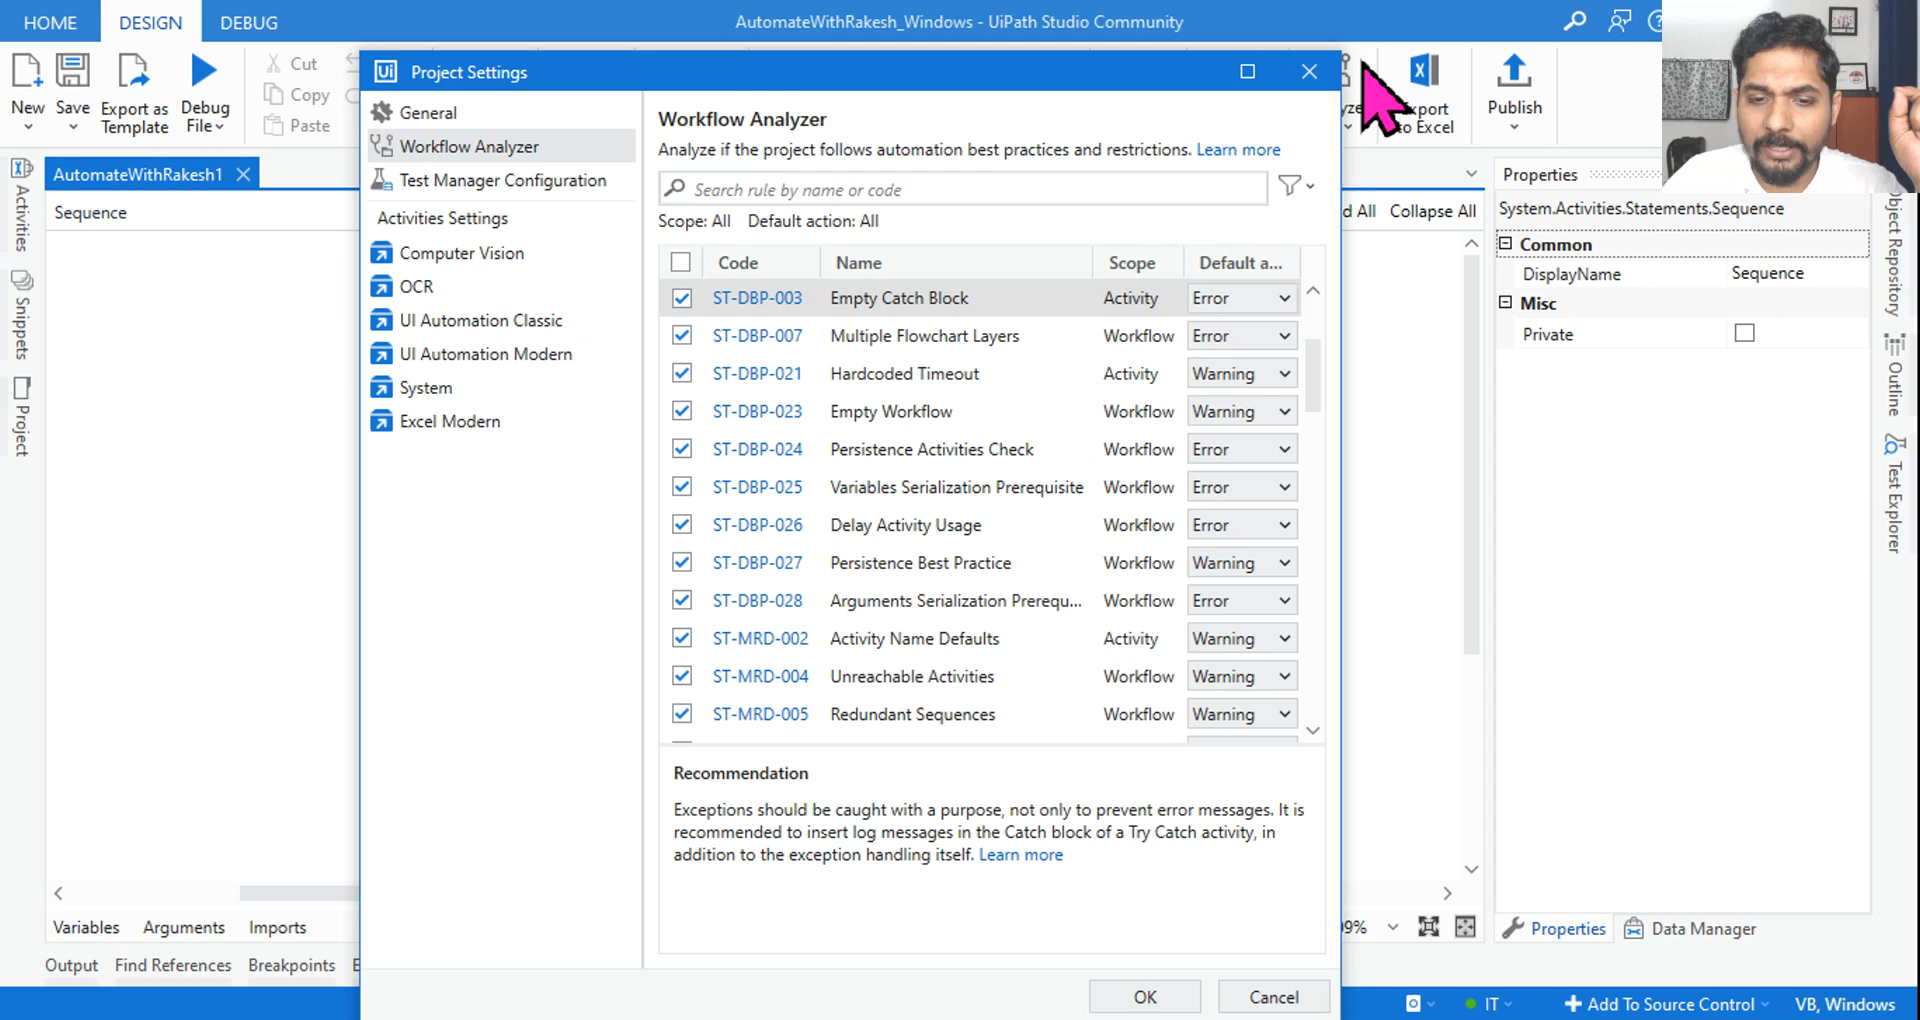 HOME DESIGN DEBUG AutomateWithRakesh_Windows - UiPath Studio Community
New Save Export as Template Debug File
Cut
Copy
Paste
Export to Excel
Publish
Project Settings
General
Workflow Analyzer
Test Manager Configuration
Activities Settings
Computer Vision
OCR
UI Automation Classic
UI Automation Modern
System
Excel Modern
Workflow Analyzer
Analyze if the project follows automation best practices and restrictions. Learn more
Search rule by name or code
Scope: All Default action: All
Code Name Scope Default a...
ST-DBP-003 Empty Catch Block Activity Error
ST-DBP-007 Multiple Flowchart Layers Workflow Error
ST-DBP-021 Hardcoded Timeout Activity Warning
ST-DBP-023 Empty Workflow Workflow Warning
ST-DBP-024 Persistence Activities Check Workflow Error
ST-DBP-025 Variables Serialization Prerequisite Workflow Error
ST-DBP-026 Delay Activity Usage Workflow Error
ST-DBP-027 Persistence Best Practice Workflow Warning
ST-DBP-028 Arguments Serialization Prerequ... Workflow Error
ST-MRD-002 Activity Name Defaults Activity Warning
ST-MRD-004 Unreachable Activities Workflow Warning
ST-MRD-005 Redundant Sequences Workflow Warning
Recommendation
Exceptions should be caught with a purpose, not only to prevent error messages. It is
recommended to insert log messages in the Catch block of a Try Catch activity, in
addition to the exception handling itself. Learn more
OK Cancel
AutomateWithRakesh1
Sequence
Activities
Snippets
Project
All Collapse All
Properties
System.Activities.Statements.Sequence
Common
DisplayName Sequence
Misc
Private
Object Repository
Outline
Test Explorer
Variables Arguments Imports
9%
Properties Data Manager
Output Find References Breakpoints
IT Add To Source Control VB, Windows